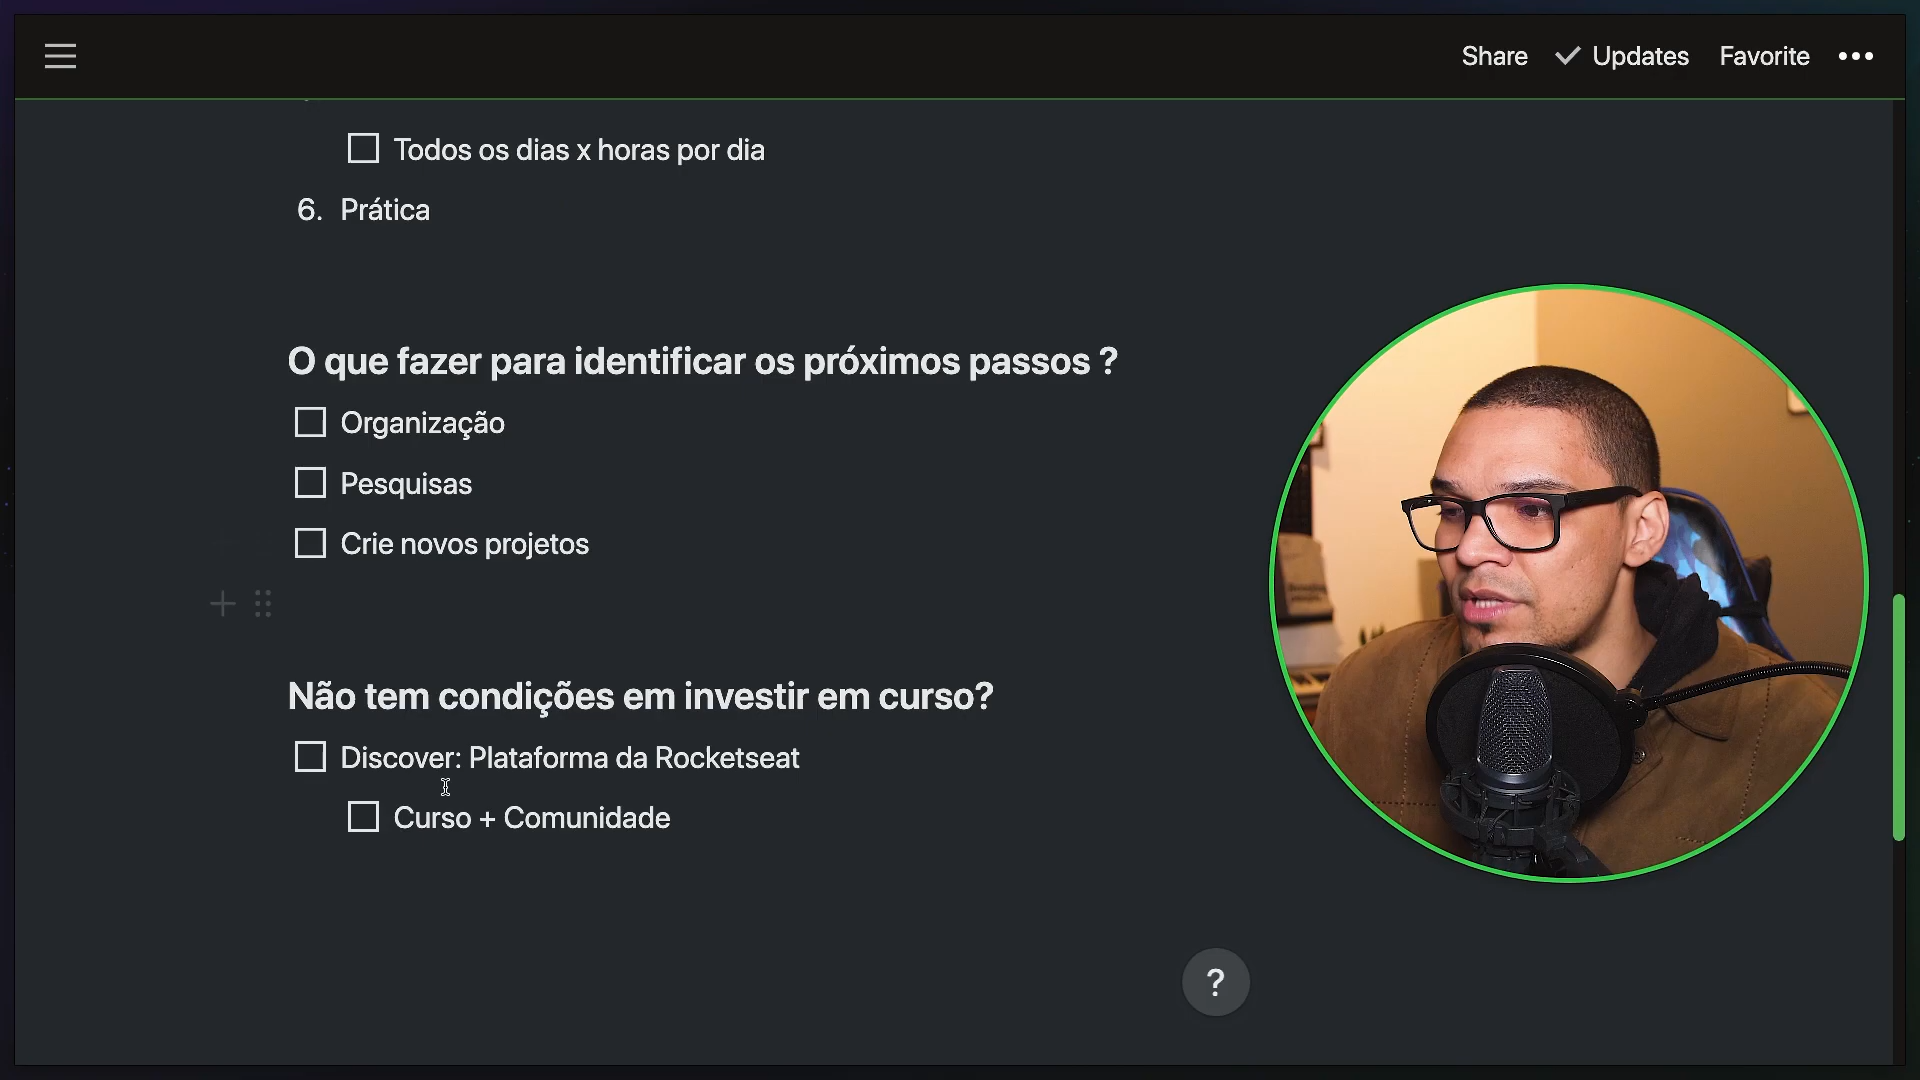 Share Updates Favorite
Todos os dias x horas por dia
6. Prática
O que fazer para identificar os próximos passos ?
Organização
Pesquisas
Crie novos projetos
Não tem condições em investir em curso?
Discover: Plataforma da Rocketseat
Curso + Comunidade
?